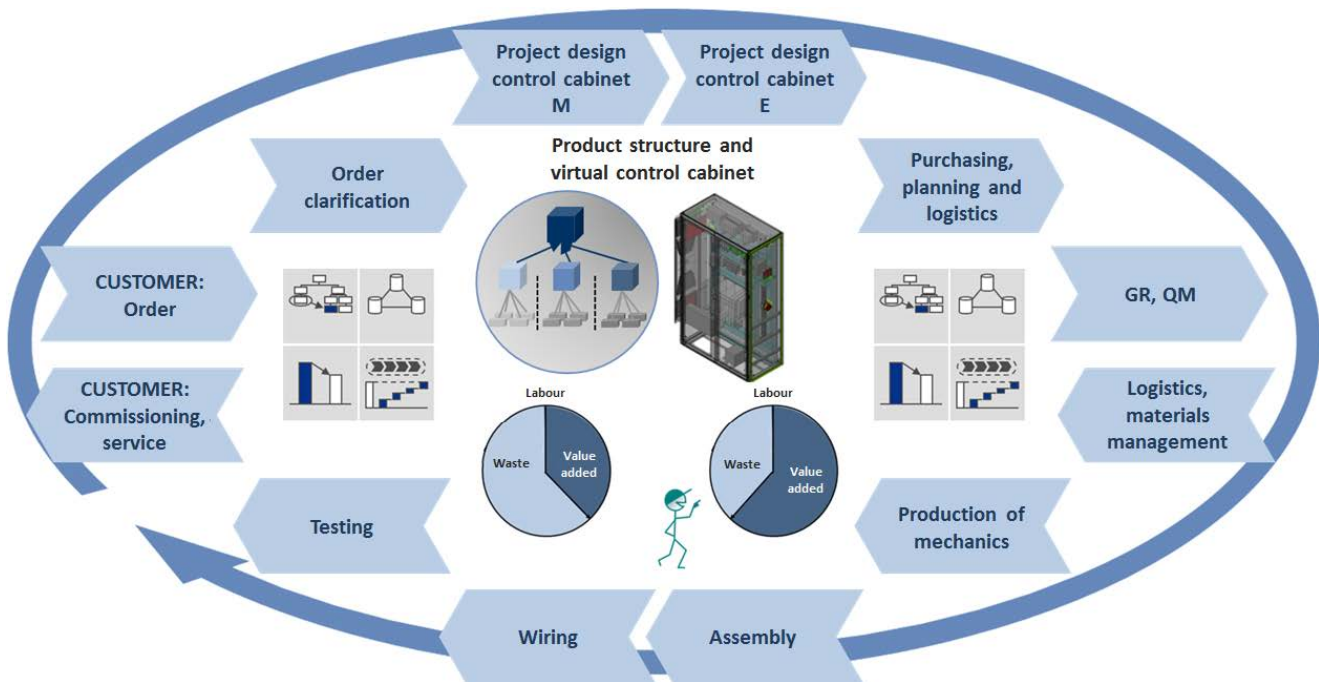 Project design
control cabinet
M
Project design
control cabinet
E
Order
clarification
Product structure and
virtual control cabinet
Purchasing,
planning and
logistics
CUSTOMER:
Order
GR, QM
CUSTOMER:
Commissioning,
service
Logistics,
materials
management
Labour
Waste
Value
added
Labour
Waste
Value
added
Testing
Production of
mechanics
Wiring
Assembly